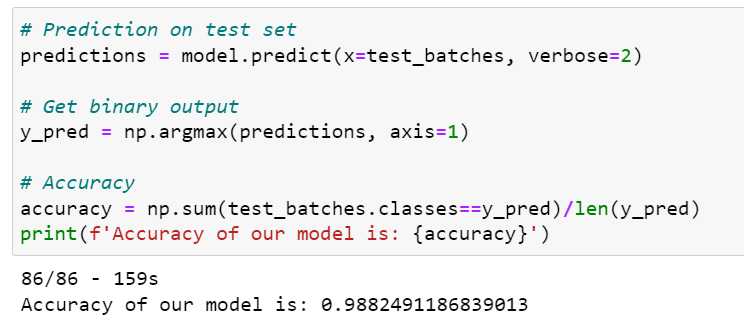 # Prediction on test set
predictions = model.predict(x=test_batches, verbose=2)
# Get binary output
y_pred = np.argmax(predictions, axis=1)
# Accuracy
accuracy = np.sum(test_batches.classes==y_pred)/len(y_pred)
print(f'Accuracy of our model is: {accuracy}')
86/86 - 159s
Accuracy of our model is: 0.9882491186839013